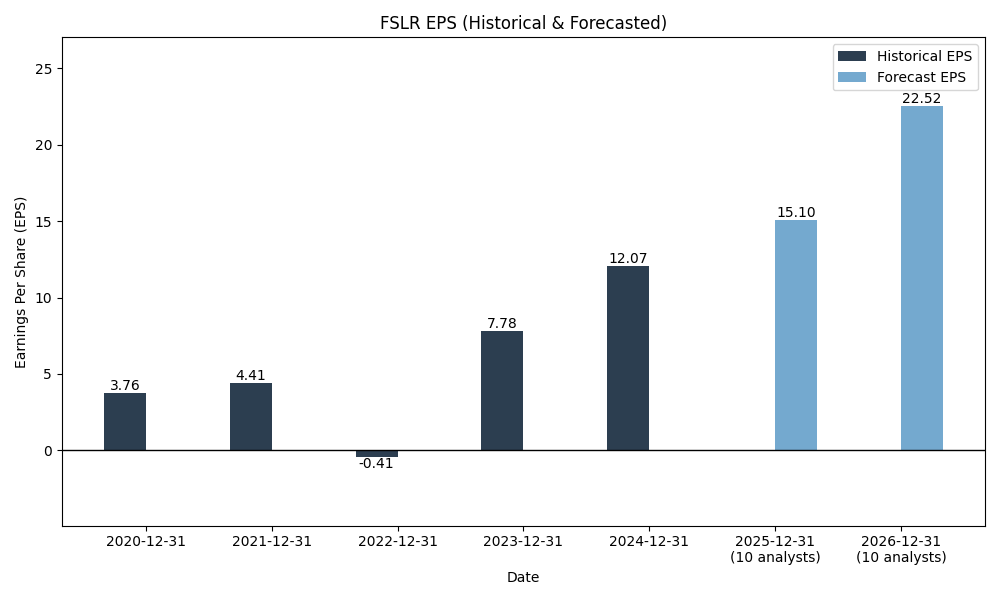 FSLR EPS (Historical & Forecasted)
Historical EPS
Forecast EPS
Earnings Per Share (EPS)
25
20
15
10
5
0
3.76
4.41
-0.41
7.78
12.07
15.10
22.52
2020-12-31
2021-12-31
2022-12-31
2023-12-31
2024-12-31
2025-12-31
(10 analysts)
2026-12-31
(10 analysts)
Date